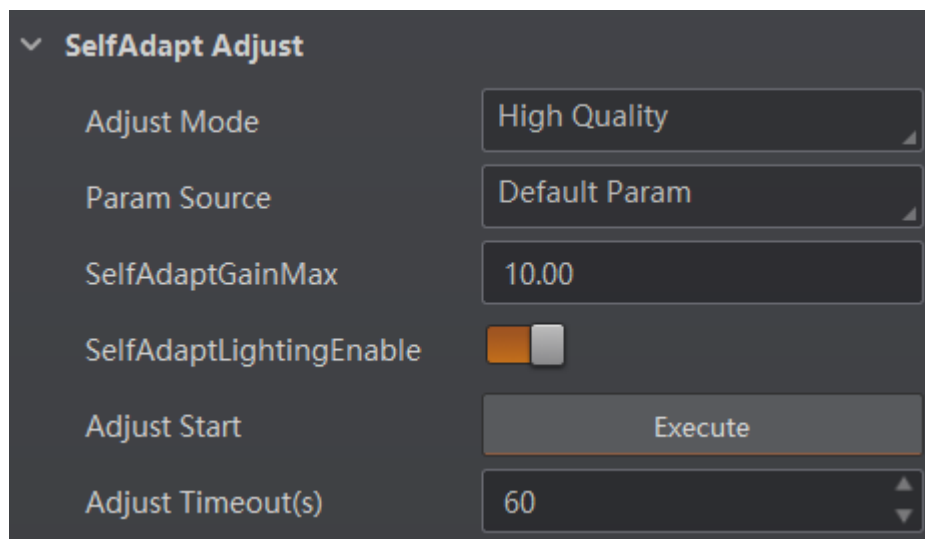 SelfAdapt Adjust
Adjust Mode High Quality
Param Source Default Param
SelfAdaptGainMax 10.00
SelfAdaptLightingEnable
Adjust Start Execute
Adjust Timeout(s) 60